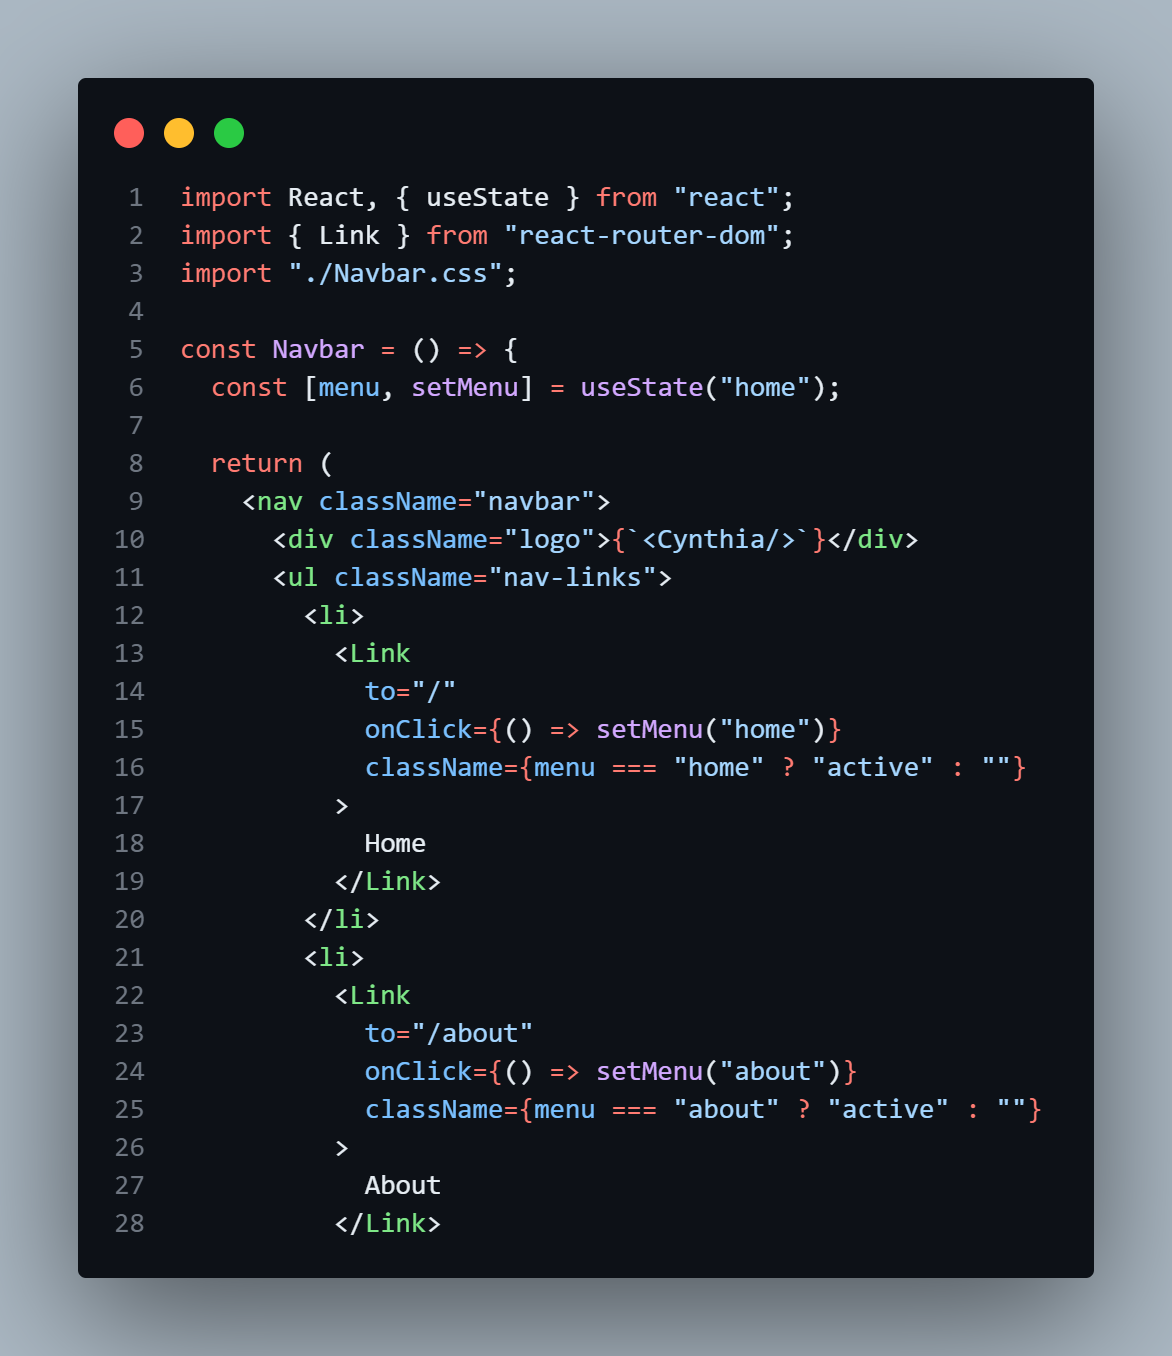 1 import React, { useState } from "react";
2 import { Link } from "react-router-dom";
3 import "./Navbar.css";
4
5 const Navbar = () => {
6   const [menu, setMenu] = useState("home");
7
8   return (
9     <nav className="navbar">
10       <div className="logo">{`<Cynthia/>`}</div>
11       <ul className="nav-links">
12         <li>
13           <Link
14             to="/"
15             onClick={() => setMenu("home")}
16             className={menu === "home" ? "active" : ""}
17           >
18             Home
19           </Link>
20         </li>
21         <li>
22           <Link
23             to="/about"
24             onClick={() => setMenu("about")}
25             className={menu === "about" ? "active" : ""}
26           >
27             About
28           </Link>